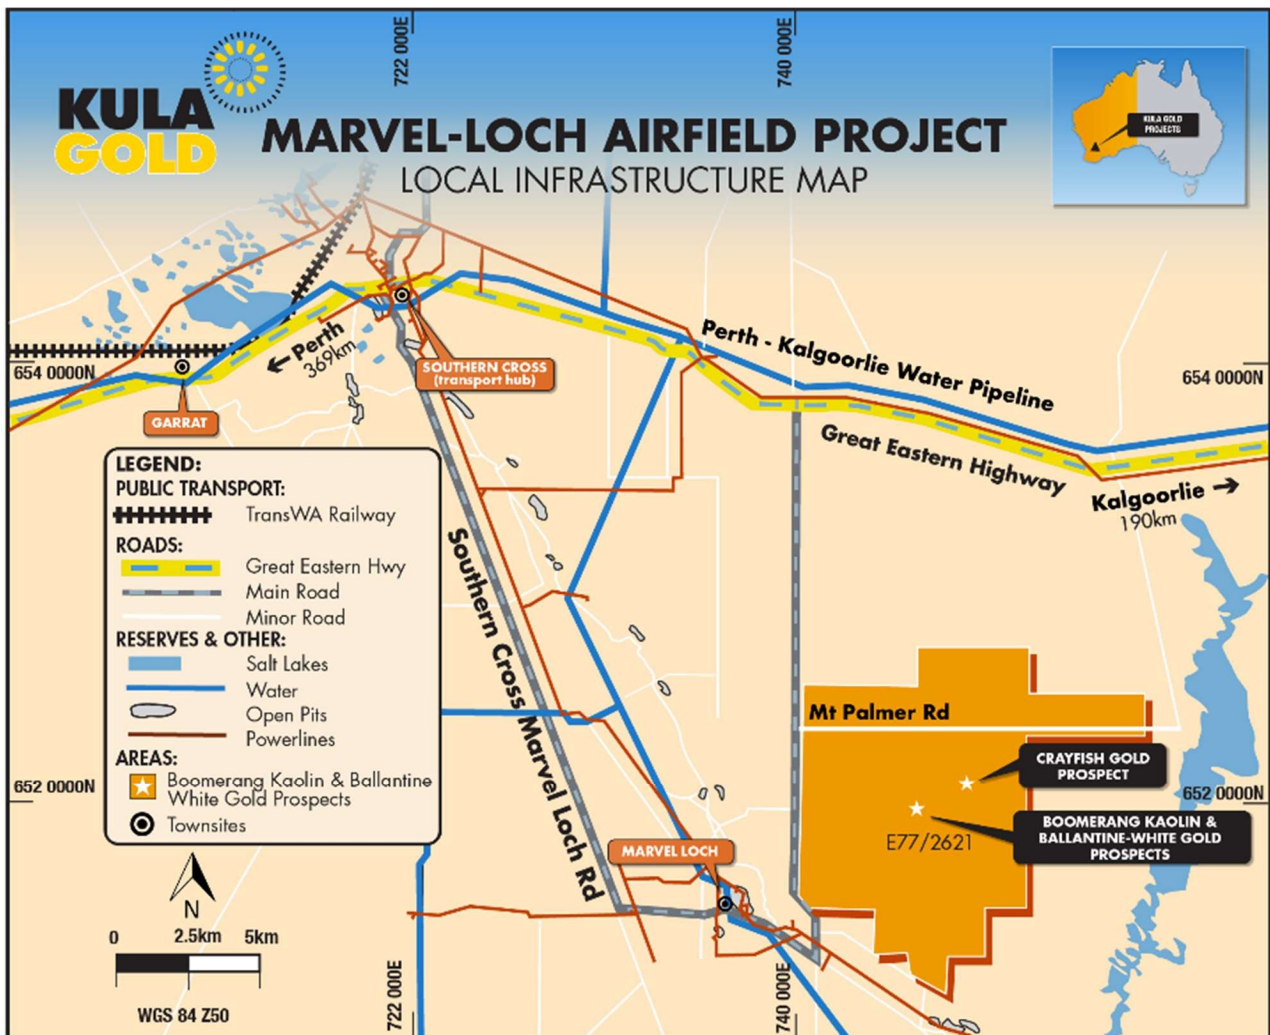 722 000E
740 000E
KULA
GOLD
MARVEL-LOCH AIRFIELD PROJECT
LOCAL INFRASTRUCTURE MAP
KULA GOLD
PROJECTS
654 0000N
← Perth
369km
SOUTHERN CROSS
(transport hub)
Perth - Kalgoorlie Water Pipeline
654 0000N
GARRAT
Great Eastern Highway
Kalgoorlie →
190km
LEGEND:
PUBLIC TRANSPORT:
TransWA Railway
ROADS:
Great Eastern Hwy
Main Road
Minor Road
RESERVES & OTHER:
Salt Lakes
Water
Open Pits
Powerlines
AREAS:
Boomerang Kaolin & Ballantine
White Gold Prospects
Townsites
Southern Cross Marvel Loch Rd
Mt Palmer Rd
CRAYFISH GOLD
PROSPECT
652 0000N
652 0000N
BOOMERANG KAOLIN &
BALLANTINE-WHITE GOLD
PROSPECTS
E77/2621
MARVEL LOCH
N
0 2.5km 5km
WGS 84 Z50
722 000E
740 000E